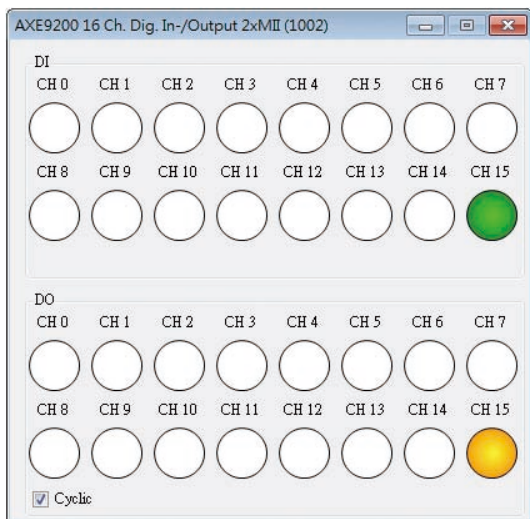 AXE9200 16 Ch. Dig. In-/Output 2xMII (1002)
DI
CH 0 CH 1 CH 2 CH 3 CH 4 CH 5 CH 6 CH 7
CH 8 CH 9 CH 10 CH 11 CH 12 CH 13 CH 14 CH 15
DO
CH 0 CH 1 CH 2 CH 3 CH 4 CH 5 CH 6 CH 7
CH 8 CH 9 CH 10 CH 11 CH 12 CH 13 CH 14 CH 15
Cyclic